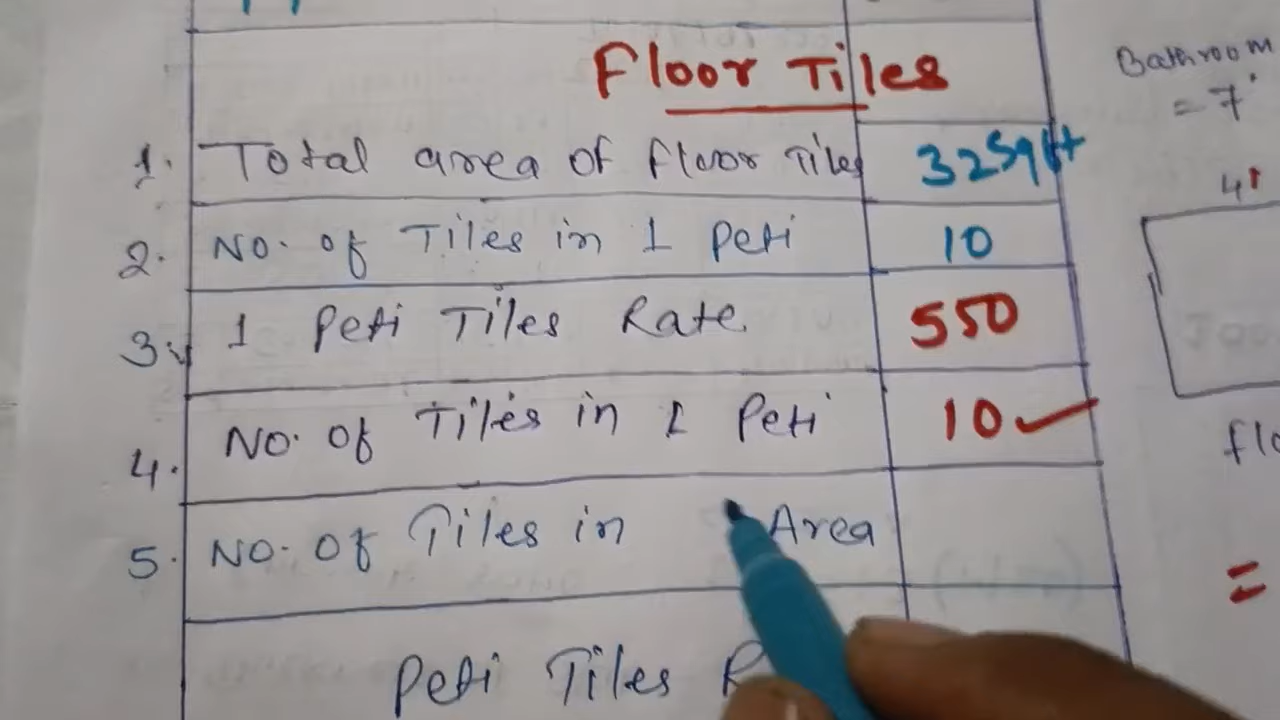 Floor Tiles
Bathroom
= 7'
1. Total area of floor Tiles 32 Sqft
4'
2. No. of Tiles in 1 Peti 10
3. 1 Peti Tiles Rate 550
4. No. of Tiles in 1 Peti 10 ✓
5. No. of Tiles in Area
=
Peti Tiles